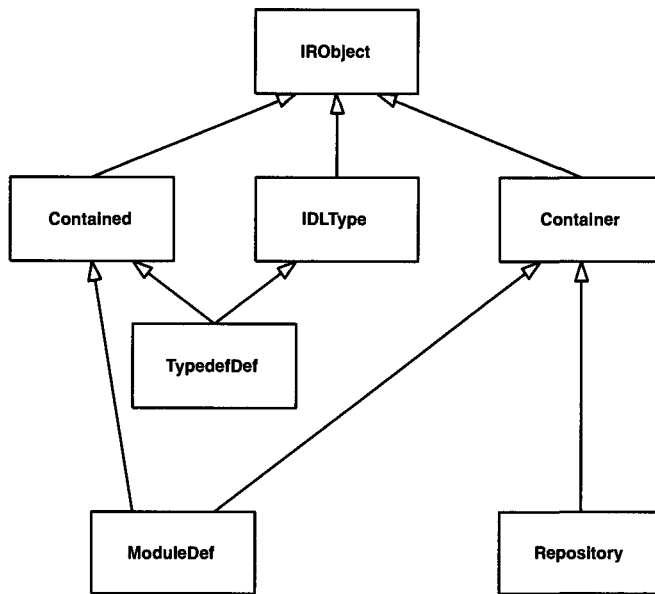 IRObject
Contained
IDLType
Container
TypedefDef
ModuleDef
Repository